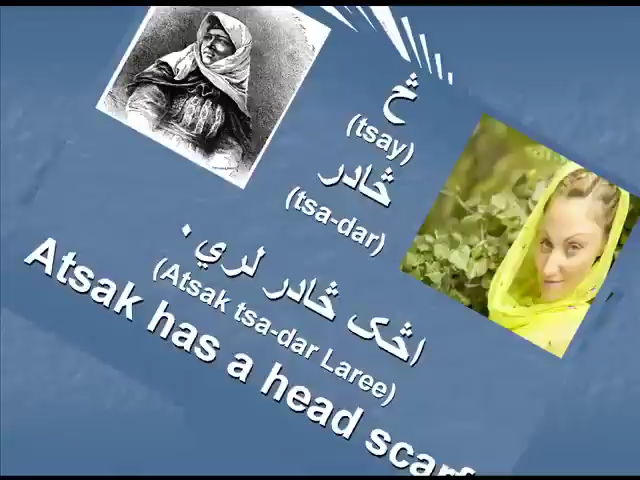 څ
(tsay)
څادر
(tsa-dar)
اڅک څادر لري.
(Atsak tsa-dar Laree)
Atsak has a head scarf